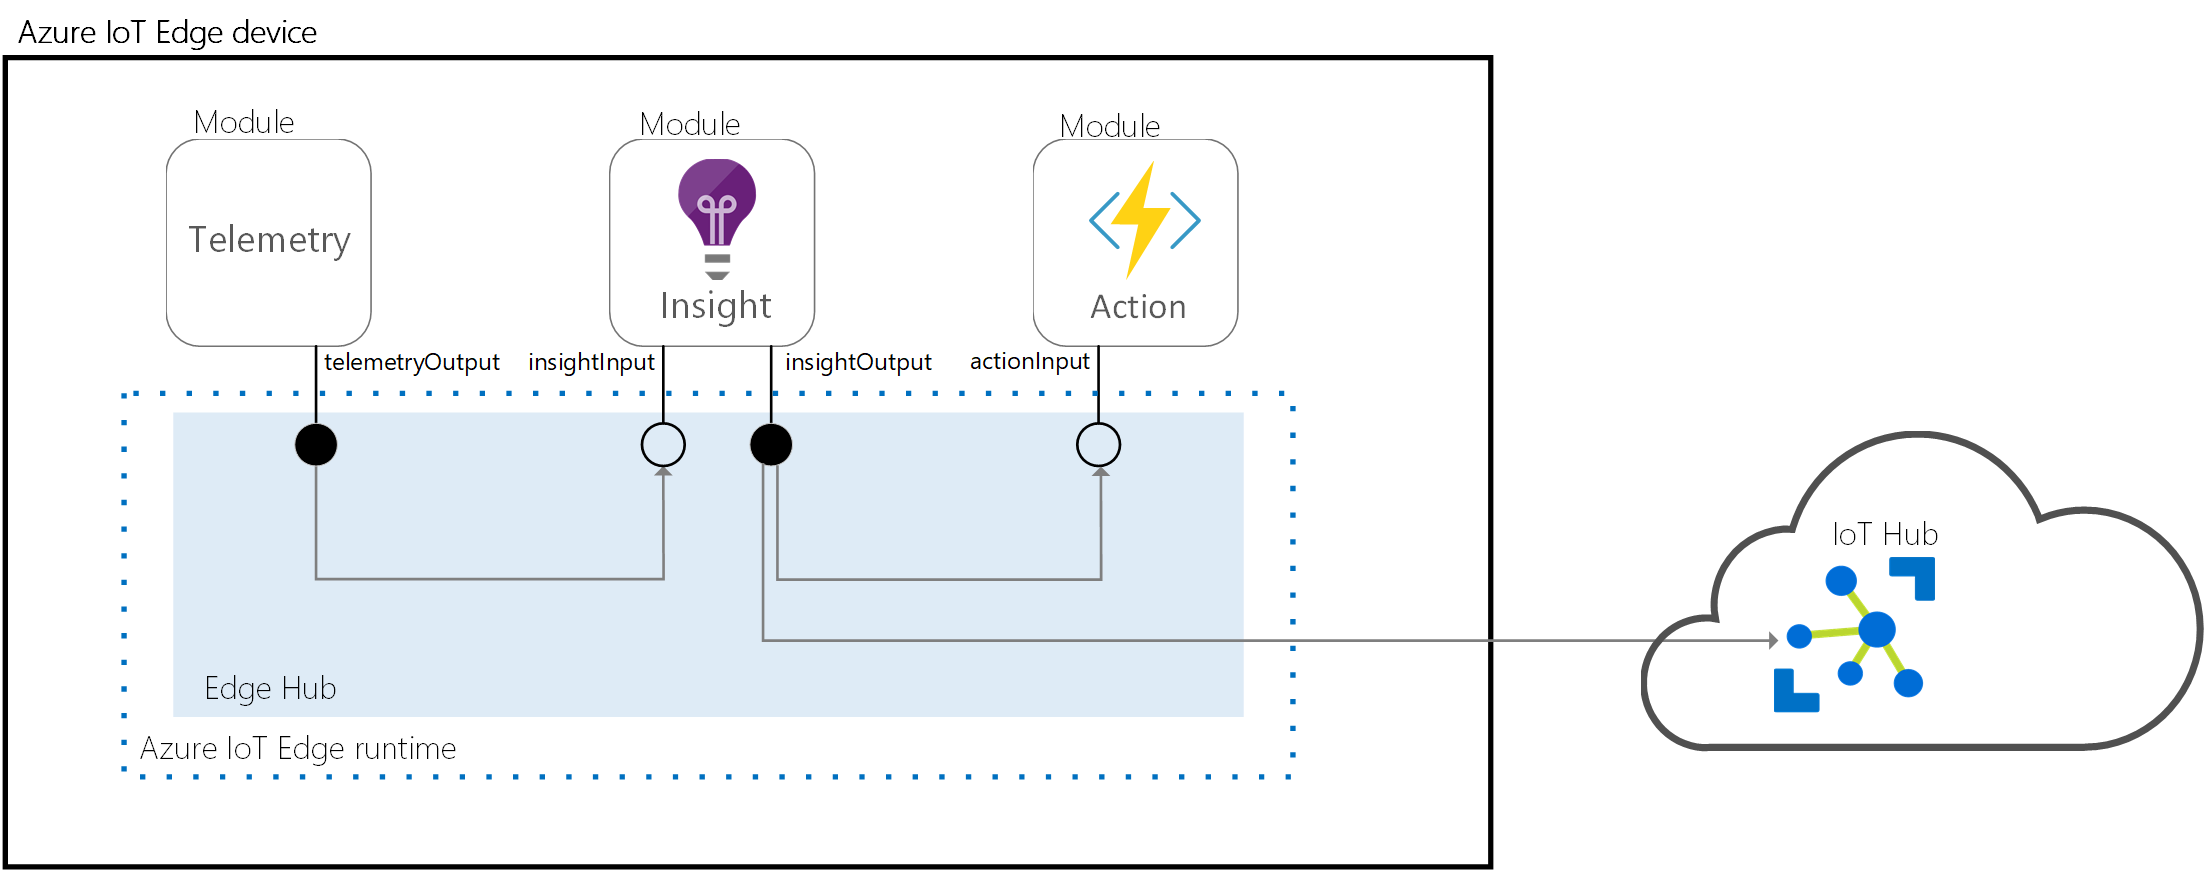 Azure IoT Edge device
Module
Module
Module
Telemetry
Insight
Action
telemetryOutput
insightInput
insightOutput
actionInput
IoT Hub
Edge Hub
Azure IoT Edge runtime